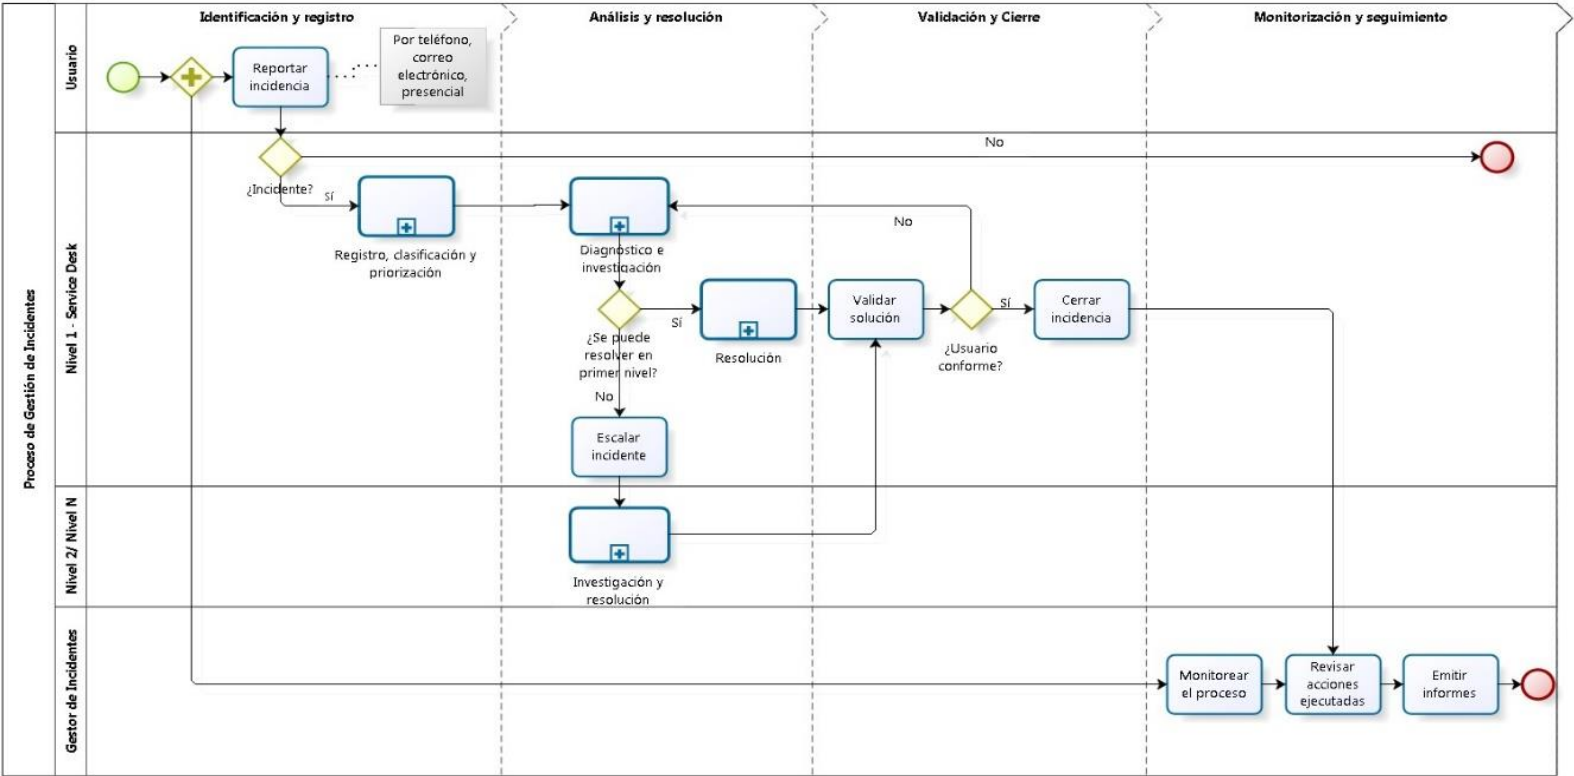 Identificación y registro
Análisis y resolución
Validación y Cierre
Monitorización y seguimiento
Proceso de Gestión de Incidentes
Usuario
Reportar
incidencia
Por teléfono,
correo
electrónico,
presencial
Nivel 1 - Service Desk
¿Incidente?
No
Sí
Registro, clasificación y
priorización
Diagnóstico e
investigación
¿Se puede
resolver en
primer nivel?
Sí
Resolución
No
Escalar
incidente
Validar
solución
¿Usuario
conforme?
No
Sí
Cerrar
incidencia
Nivel 2/ Nivel N
Investigación y
resolución
Gestor de Incidentes
Monitorear
el proceso
Revisar
acciones
ejecutadas
Emitir
informes